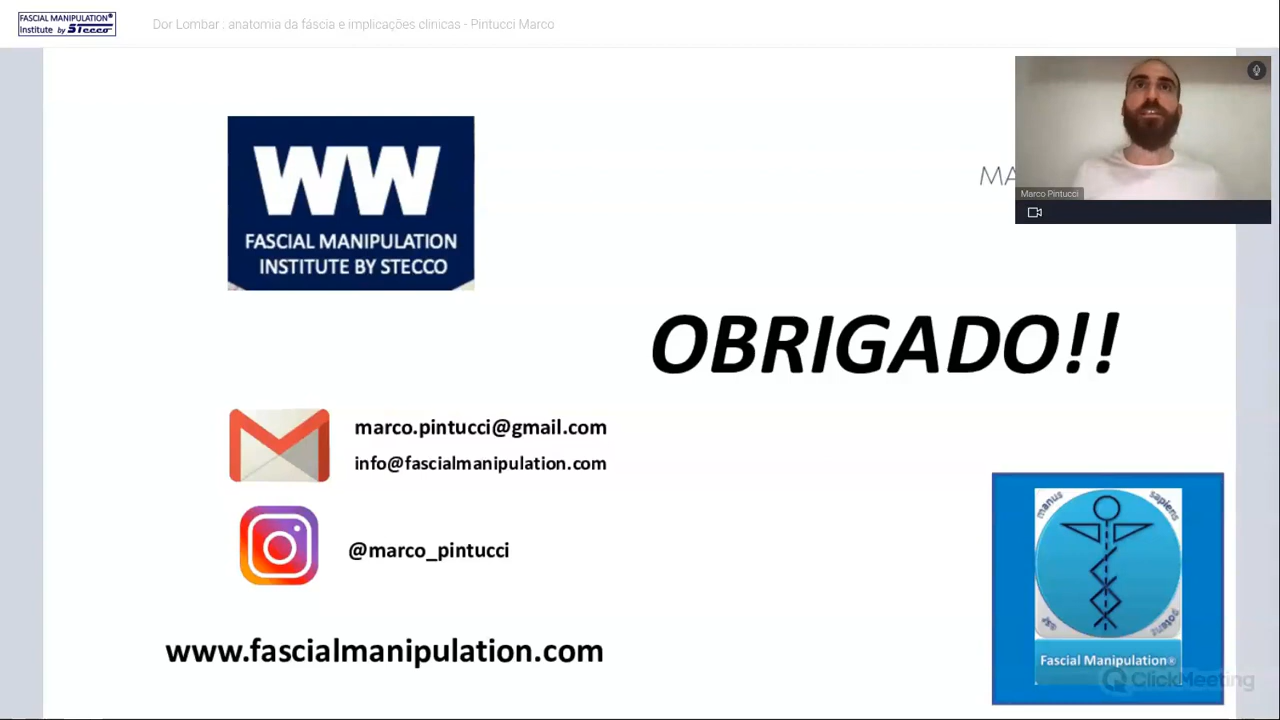 FASCIAL MANIPULATION®
Institute by Stecco
Dor Lombar : anatomia da fáscia e implicações clinicas - Pintucci Marco
WW
FASCIAL MANIPULATION
INSTITUTE BY STECCO
MA
Marco Pintucci
OBRIGADO!!
marco.pintucci@gmail.com
info@fascialmanipulation.com
@marco_pintucci
www.fascialmanipulation.com
manus
sapiens
est
potens
Fascial Manipulation®
ClickMeeting